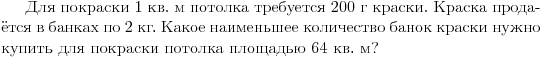 Для покраски 1 кв. м потолка требуется 200 г краски. Краска прода-
ётся в банках по 2 кг. Какое наименьшее количество банок краски нужно
купить для покраски потолка площадью 64 кв. м?